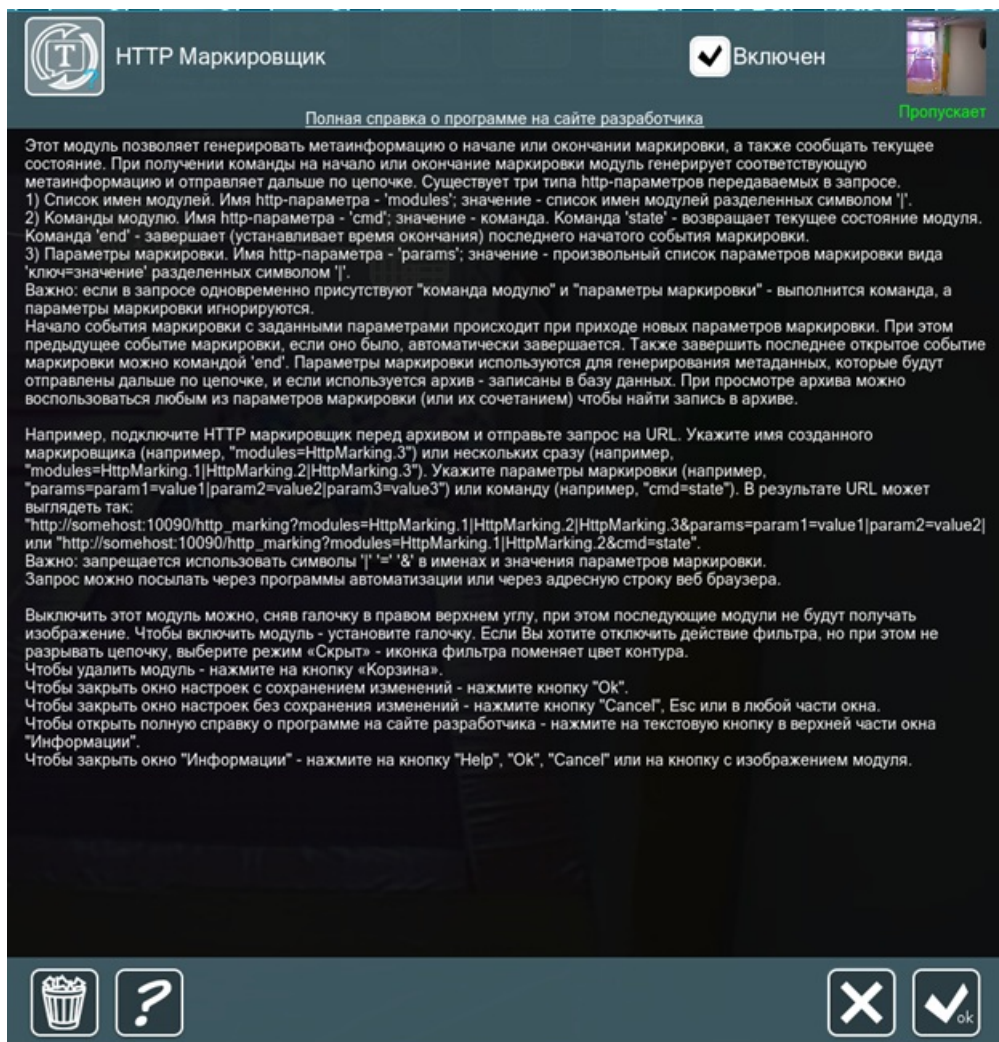 HTTP Маркировщик
Включен
Пропускает
Полная справка о программе на сайте разработчика
Этот модуль позволяет генерировать метаинформацию о начале или окончании маркировки, а также сообщать текущее
состояние. При получении команды на начало или окончание маркировки модуль генерирует соответствующую
метаинформацию и отправляет дальше по цепочке. Существует три типа http-параметров передаваемых в запросе.
1) Список имен модулей. Имя http-параметра - 'modules'; значение - список имен модулей разделенных символом '|'.
2) Команды модулю. Имя http-параметра - 'cmd'; значение - команда. Команда 'state' - возвращает текущее состояние модуля.
Команда 'end' - завершает (устанавливает время окончания) последнего начатого события маркировки.
3) Параметры маркировки. Имя http-параметра - 'params'; значение - произвольный список параметров маркировки вида
'ключ=значение' разделенных символом '|'.
Важно: если в запросе одновременно присутствуют "команда модулю" и "параметры маркировки" - выполнится команда, а
параметры маркировки игнорируются.
Начало события маркировки с заданными параметрами происходит при приходе новых параметров маркировки. При этом
предыдущее событие маркировки, если оно было, автоматически завершается. Также завершить последнее открытое событие
маркировки можно командой 'end'. Параметры маркировки используются для генерирования метаданных, которые будут
отправлены дальше по цепочке, и если используется архив - записаны в базу данных. При просмотре архива можно
воспользоваться любым из параметров маркировки (или их сочетанием) чтобы найти запись в архиве.
Например, подключите HTTP маркировщик перед архивом и отправьте запрос на URL. Укажите имя созданного
маркировщика (например, "modules=HttpMarking.3") или нескольких сразу (например,
"modules=HttpMarking.1|HttpMarking.2|HttpMarking.3"). Укажите параметры маркировки (например,
"params=param1=value1|param2=value2|param3=value3") или команду (например, "cmd=state"). В результате URL может
выглядеть так:
"http://somehost:10090/http_marking?modules=HttpMarking.1|HttpMarking.2|HttpMarking.3&params=param1=value1|param2=value2|
или "http://somehost:10090/http_marking?modules=HttpMarking.1|HttpMarking.2&cmd=state".
Важно: запрещается использовать символы '|' '=' '&' в именах и значения параметров маркировки.
Запрос можно посылать через программы автоматизации или через адресную строку веб браузера.
Выключить этот модуль можно, сняв галочку в правом верхнем углу, при этом последующие модули не будут получать
изображение. Чтобы включить модуль - установите галочку. Если Вы хотите отключить действие фильтра, но при этом не
разрывать цепочку, выберите режим «Скрыт» - иконка фильтра поменяет цвет контура.
Чтобы удалить модуль - нажмите на кнопку «Корзина».
Чтобы закрыть окно настроек с сохранением изменений - нажмите кнопку "Ok".
Чтобы закрыть окно настроек без сохранения изменений - нажмите кнопку "Cancel", Esc или в любой части окна.
Чтобы открыть полную справку о программе на сайте разработчика - нажмите на текстовую кнопку в верхней части окна
"Информации".
Чтобы закрыть окно "Информации" - нажмите на кнопку "Help", "Ok", "Cancel" или на кнопку с изображением модуля.
ok